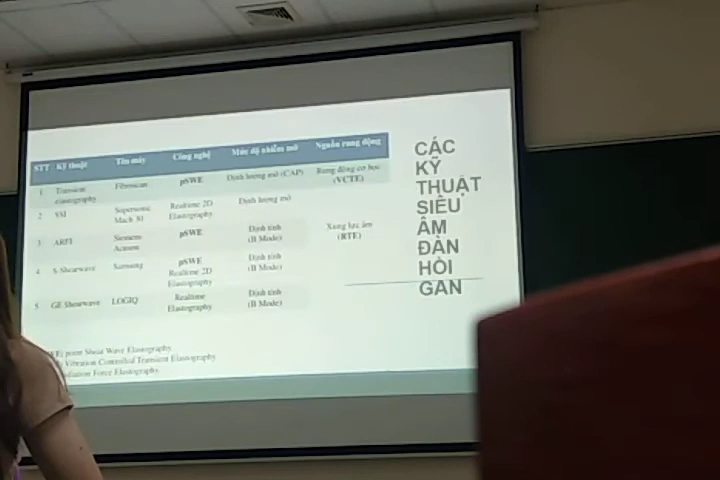 CÁC
KỸ
THUẬT
SIÊU
ÂM
ĐÀN
HỒI
GAN
STT Kỹ thuật Tên máy Công nghệ Mức độ nhiễm mỡ Nguồn rung động
1 Transient elastography Fibroscan pSWE Định lượng mỡ (CAP) Rung động cơ học (VCTE)
2 SSI Supersonic Mach 30 Realtime 2D Elastography Định lượng mỡ
3 ARFI Siemens Acuson pSWE Định tính (B Mode) Xung lực âm (RTE)
4 S-Shearwave Samsung pSWE Realtime 2D Elastography Định tính (B Mode)
5 GE Shearwave LOGIQ Realtime Elastography Định tính (B Mode)
point Shear Wave Elastography
Vibration Controlled Transient Elastography
Force Elastography